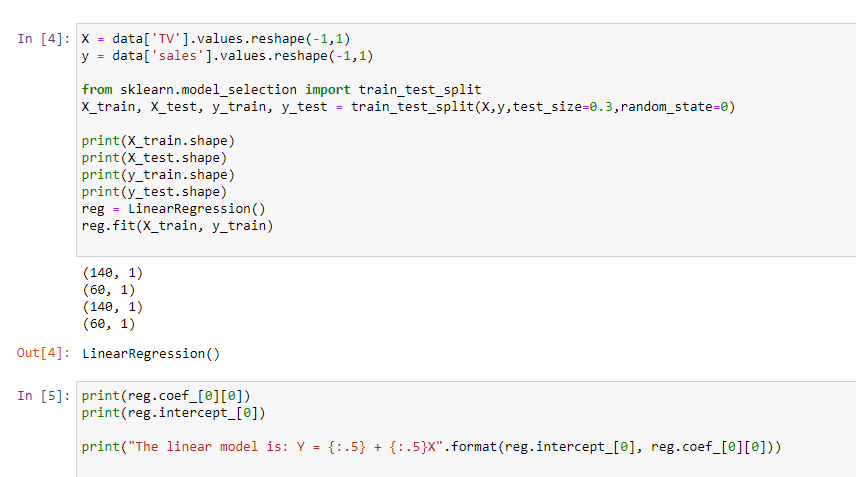 In [4]: X = data['TV'].values.reshape(-1,1)
y = data['sales'].values.reshape(-1,1)
from sklearn.model_selection import train_test_split
X_train, X_test, y_train, y_test = train_test_split(X,y,test_size=0.3,random_state=0)
print(X_train.shape)
print(X_test.shape)
print(y_train.shape)
print(y_test.shape)
reg = LinearRegression()
reg.fit(X_train, y_train)
(140, 1)
(60, 1)
(140, 1)
(60, 1)
Out[4]: LinearRegression()
In [5]: print(reg.coef_[0][0])
print(reg.intercept_[0])
print("The linear model is: Y = {:.5} + {:.5}X".format(reg.intercept_[0], reg.coef_[0][0]))